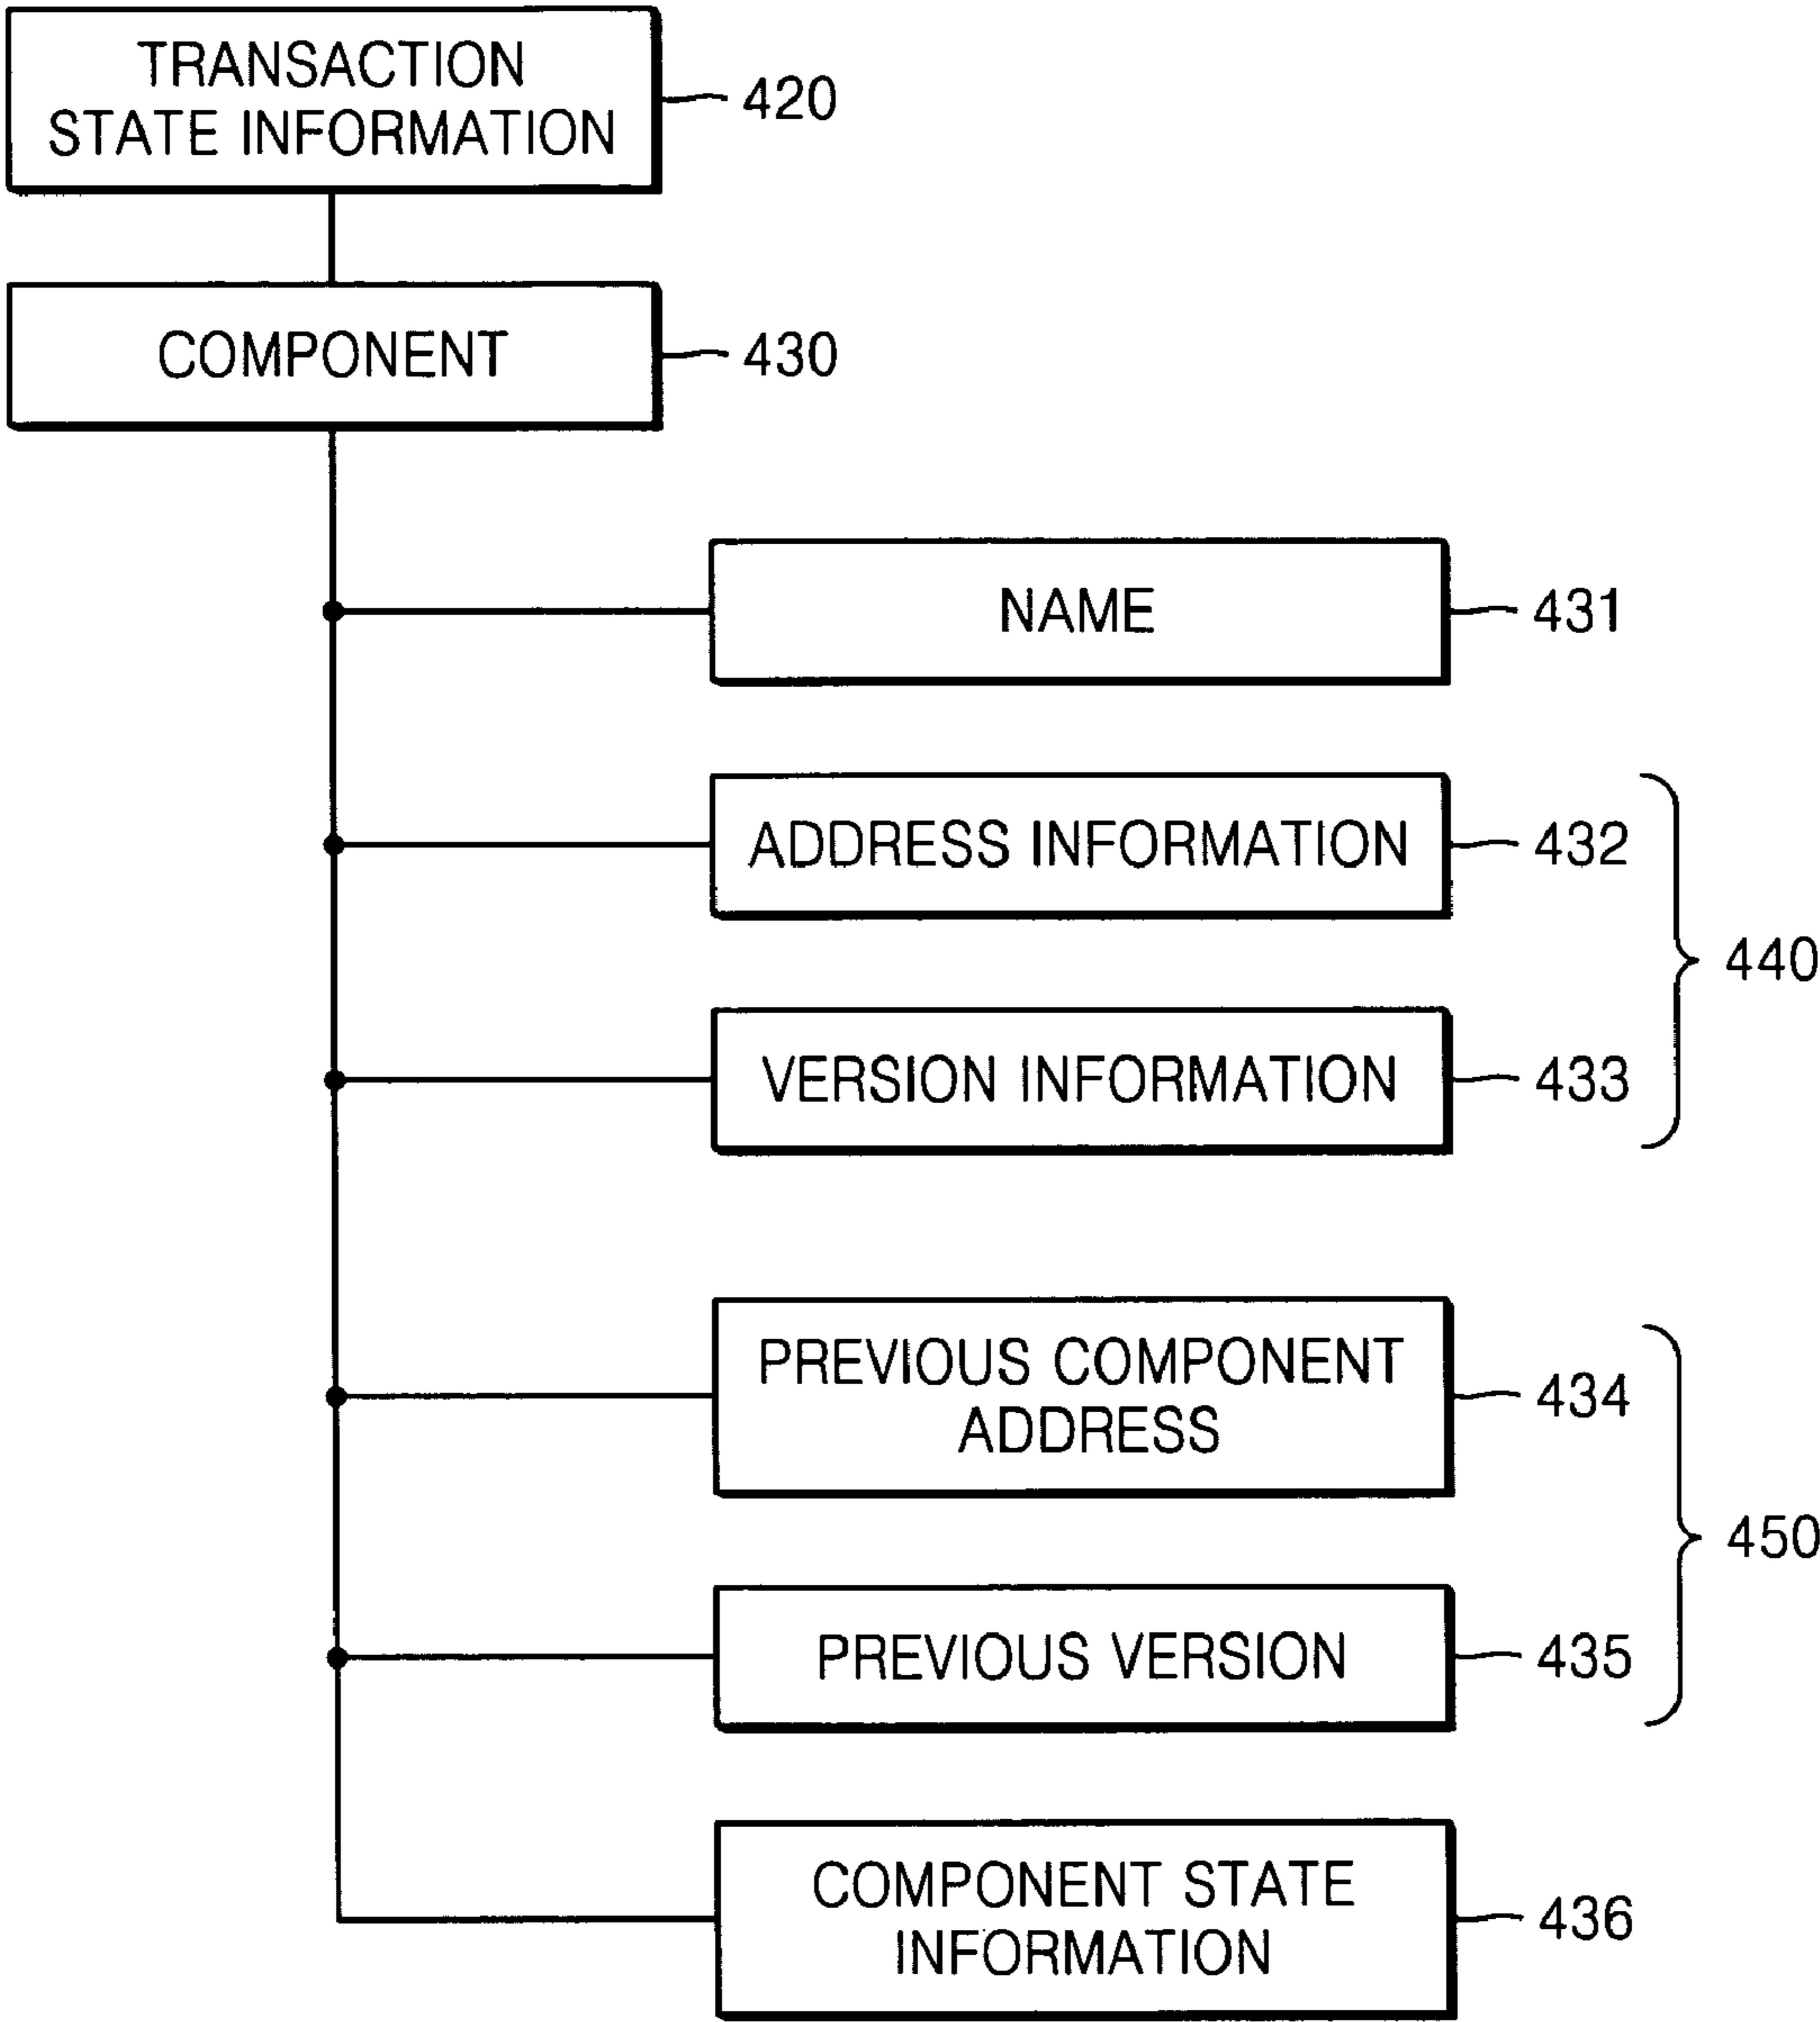 TRANSACTION
STATE INFORMATION
420
COMPONENT
430
NAME
431
ADDRESS INFORMATION
432
440
VERSION INFORMATION
433
PREVIOUS COMPONENT
ADDRESS
434
450
PREVIOUS VERSION
435
COMPONENT STATE
INFORMATION
436